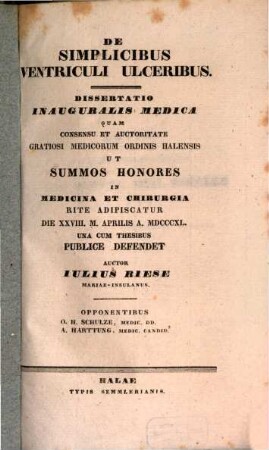 DE
SIMPLICIBUS
VENTRICULI ULCERIBUS.
DISSERTATIO
INAUGURALIS MEDICA
QUAM
CONSENSU ET AUCTORITATE
GRATIOSI MEDICORUM ORDINIS HALENSIS
UT
SUMMOS HONORES
IN
MEDICINA ET CHIRURGIA
RITE ADIPISCATUR
DIE XXVIII. M. APRILIS A. MDCCCXL.
UNA CUM THESIBUS
PUBLICE DEFENDET
AUCTOR
IULIUS RIESE
MARIAE-INSULANUS.
OPPONENTIBUS
O. H. SCHULZE, MEDIC. DD.
A. HARTTUNG, MEDIC. CANDID.
HALAE
TYPIS SEMMLERIANIS.